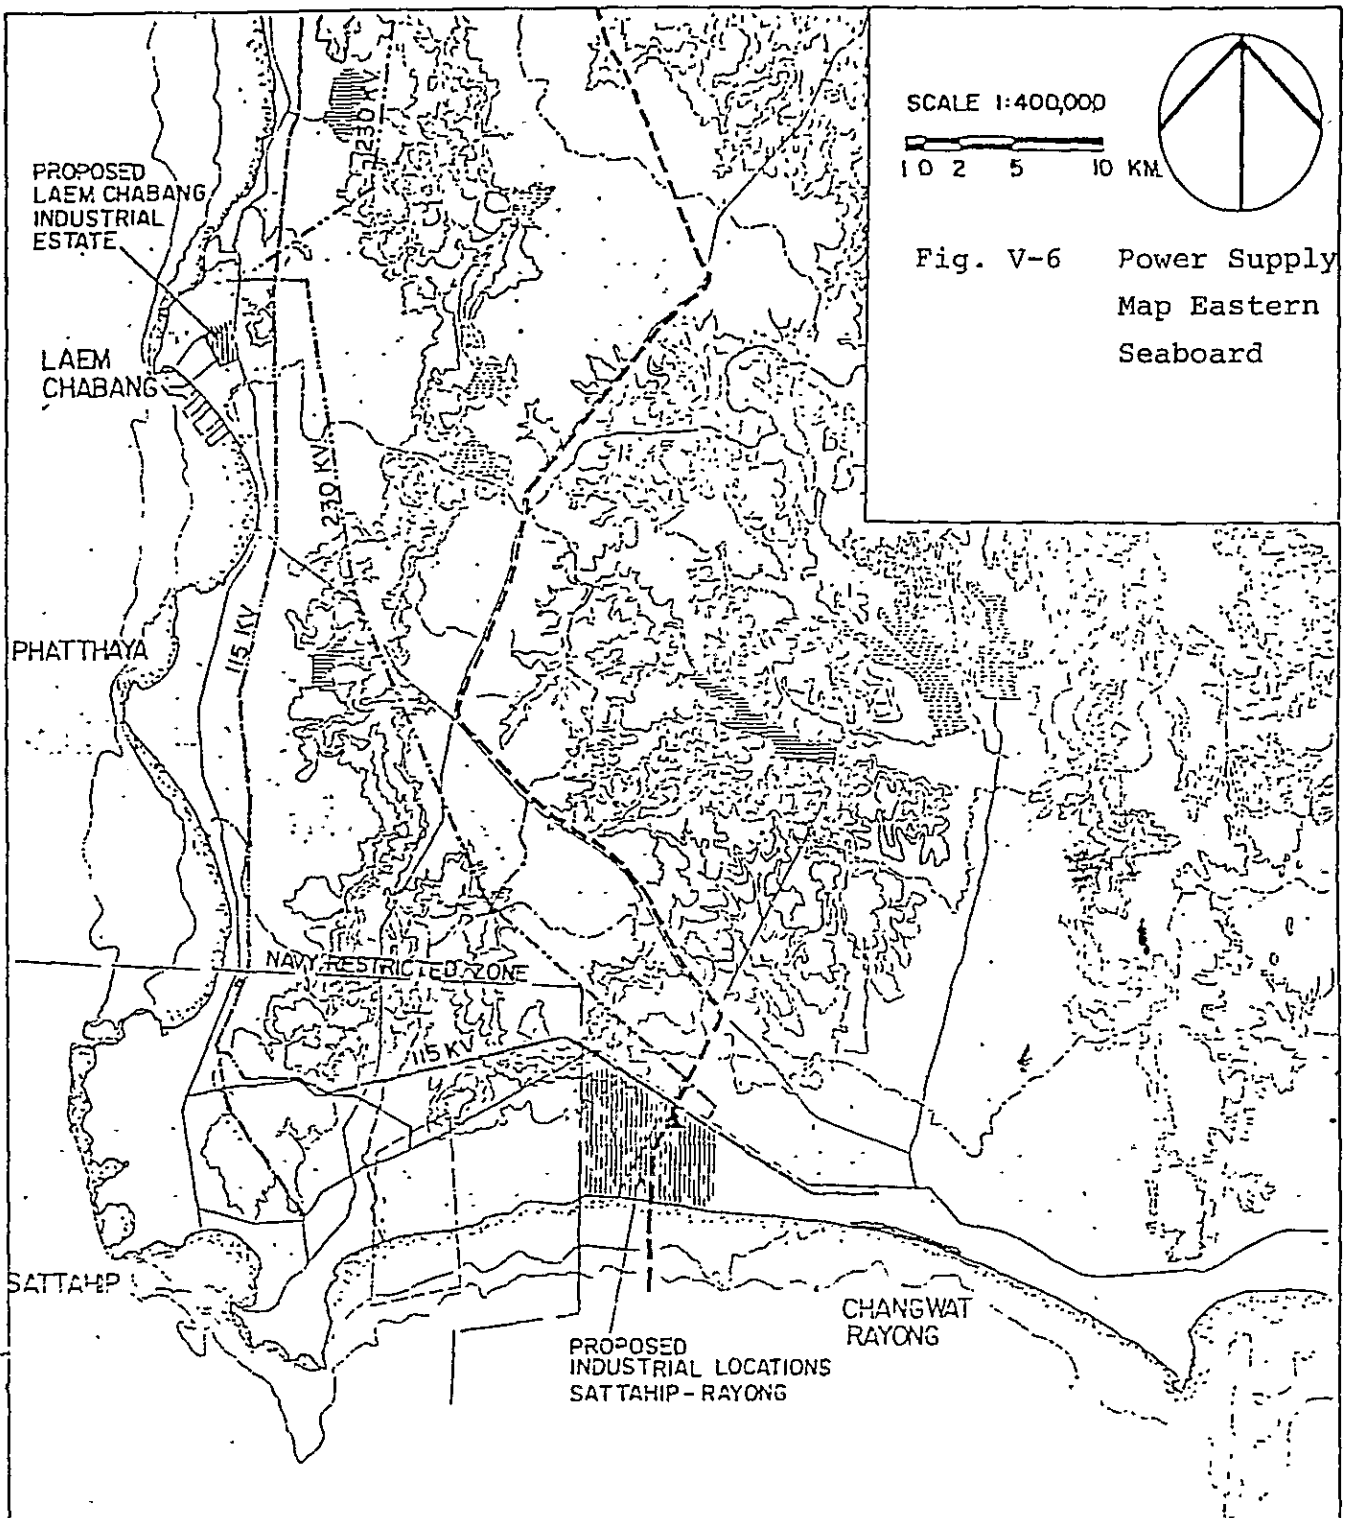 SCALE 1:400,000
1 0 2 5 10 KM.
Fig. V-6 Power Supply
Map Eastern
Seaboard
230 KV
PROPOSED
LAEM CHABANG
INDUSTRIAL
ESTATE
LAEM
CHABANG
230 KV
115 KV
PHATTHAYA
NAVY RESTRICTED ZONE
115 KV
SATTAHIP
CHANGWAT
RAYONG
PROPOSED
INDUSTRIAL LOCATIONS
SATTAHIP-RAYONG